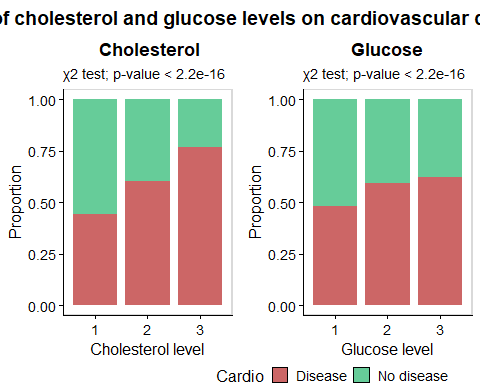 of cholesterol and glucose levels on cardiovascular
Cholesterol
χ2 test; p-value < 2.2e-16
Proportion
1.00
0.75
0.50
0.25
0.00
1 2 3
Cholesterol level
Glucose
χ2 test; p-value < 2.2e-16
Proportion
1.00
0.75
0.50
0.25
0.00
1 2 3
Glucose level
Cardio Disease No disease